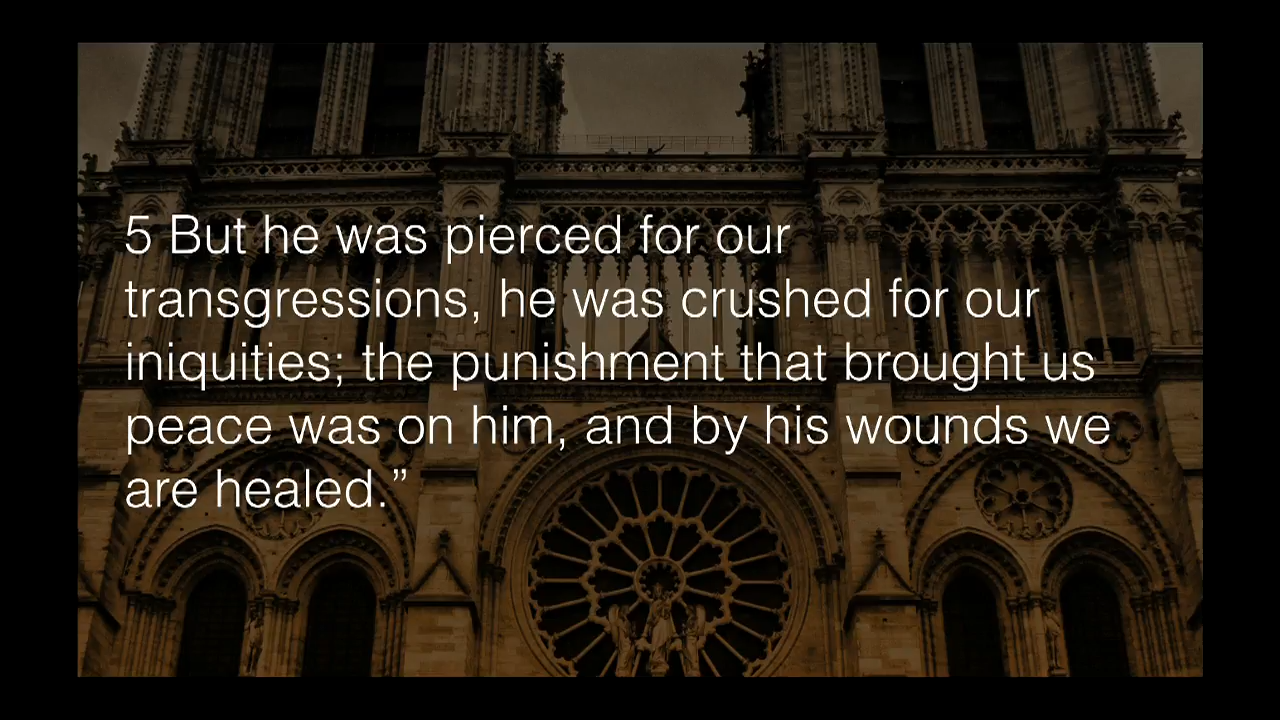 5 But he was pierced for our
transgressions, he was crushed for our
iniquities; the punishment that brought us
peace was on him, and by his wounds we
are healed.”